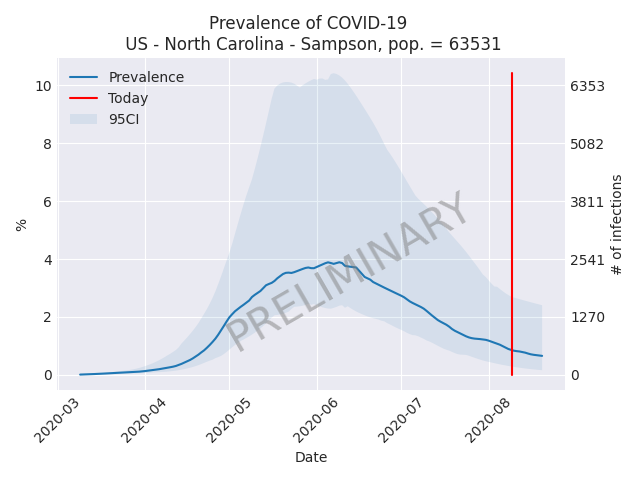 Prevalence of COVID-19
US - North Carolina - Sampson, pop. = 63531
Prevalence
Today
95CI
10
8
6
4
2
0
%
6353
5082
3811
2541
1270
0
# of infections
PRELIMINARY
2020-03
2020-04
2020-05
2020-06
2020-07
2020-08
Date